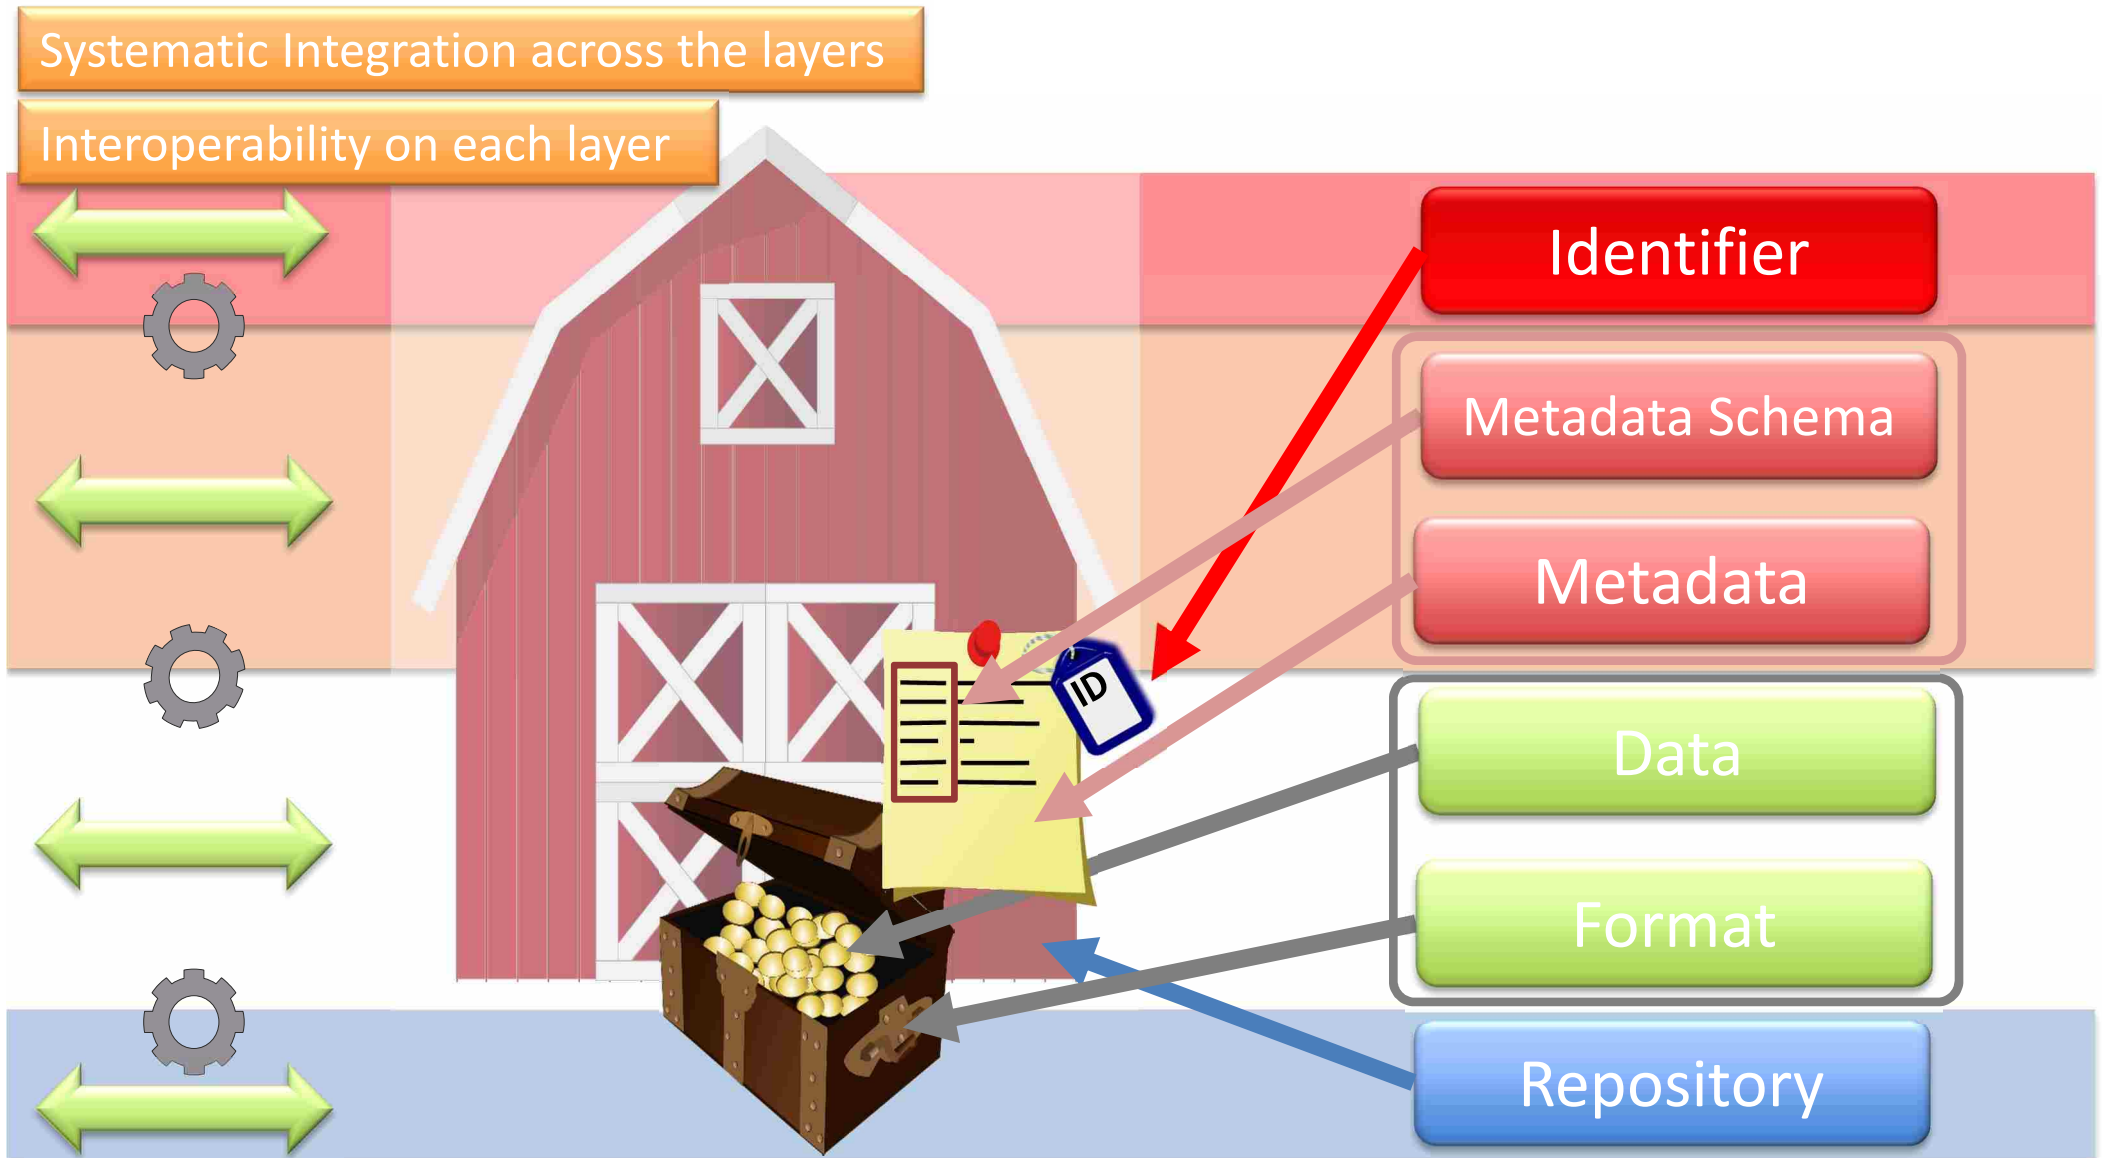 Systematic Integration across the layers
Interoperability on each layer
Identifier
Metadata Schema
Metadata
ID
Data
Format
Repository